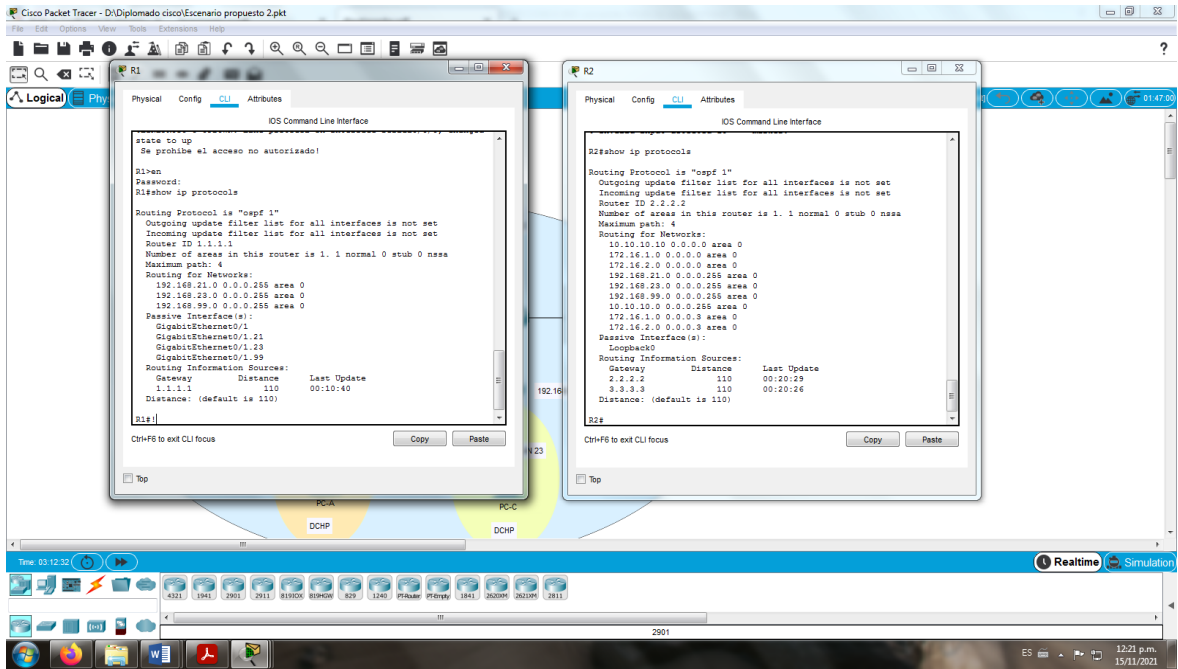 Cisco Packet Tracer - D:\Diplomado cisco\Escenario propuesto 2.pkt
File Edit Options View Tools Extensions Help
?
Logical
Phy
01:47:00
R1
Physical Config CLI Attributes
IOS Command Line Interface
state to up
Se prohibe el acceso no autorizado!
R1>en
Password:
R1#show ip protocols
Routing Protocol is "ospf 1"
Outgoing update filter list for all interfaces is not set
Incoming update filter list for all interfaces is not set
Router ID 1.1.1.1
Number of areas in this router is 1. 1 normal 0 stub 0 nssa
Maximum path: 4
Routing for Networks:
192.168.21.0 0.0.0.255 area 0
192.168.23.0 0.0.0.255 area 0
192.168.99.0 0.0.0.255 area 0
Passive Interface(s):
GigabitEthernet0/1
GigabitEthernet0/1.21
GigabitEthernet0/1.23
GigabitEthernet0/1.99
Routing Information Sources:
Gateway Distance Last Update
1.1.1.1 110 00:10:40
Distance: (default is 110)
R1#!
Ctrl+F6 to exit CLI focus
Copy Paste
Top
R2
Physical Config CLI Attributes
IOS Command Line Interface
R2#show ip protocols
Routing Protocol is "ospf 1"
Outgoing update filter list for all interfaces is not set
Incoming update filter list for all interfaces is not set
Router ID 2.2.2.2
Number of areas in this router is 1. 1 normal 0 stub 0 nssa
Maximum path: 4
Routing for Networks:
10.10.10.10 0.0.0.0 area 0
172.16.1.0 0.0.0.0 area 0
172.16.2.0 0.0.0.0 area 0
192.168.21.0 0.0.0.255 area 0
192.168.23.0 0.0.0.255 area 0
192.168.99.0 0.0.0.255 area 0
10.10.10.0 0.0.0.255 area 0
172.16.1.0 0.0.0.3 area 0
172.16.2.0 0.0.0.3 area 0
Passive Interface(s):
Loopback0
Routing Information Sources:
Gateway Distance Last Update
2.2.2.2 110 00:20:29
3.3.3.3 110 00:20:26
Distance: (default is 110)
R2#
Ctrl+F6 to exit CLI focus
Copy Paste
Top
192.16
N 23
PC-A
DCHP
PC-C
DCHP
Time: 03:12:32
Realtime
Simulation
4321 1941 2901 2911 819IOX 819HGW 829 1240 PT-Router PT-Empty 1841 2620XM 2621XM 2811
2901
ES
12:21 p.m.
15/11/2021